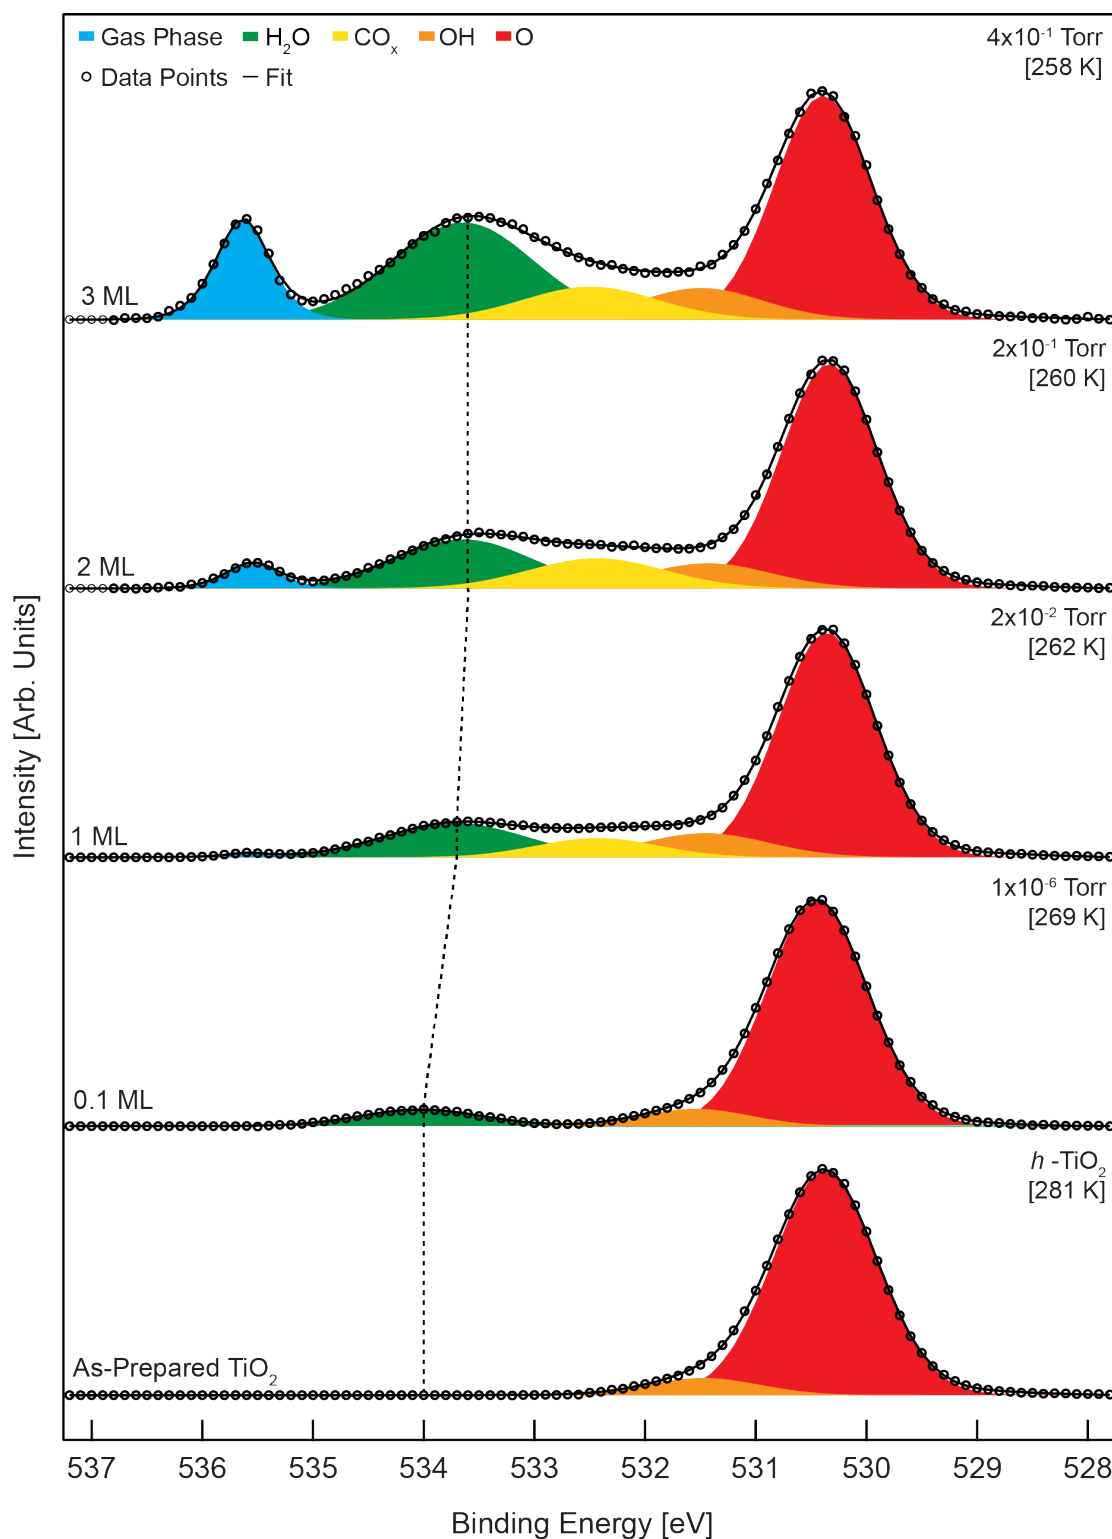 Gas Phase H₂O COₓ OH O
Data Points – Fit
4x10⁻¹ Torr
[258 K]
3 ML
2x10⁻¹ Torr
[260 K]
2 ML
2x10⁻² Torr
[262 K]
1 ML
1x10⁻⁶ Torr
[269 K]
0.1 ML
h -TiO₂
[281 K]
As-Prepared TiO₂
537 536 535 534 533 532 531 530 529 528
Binding Energy [eV]
Intensity [Arb. Units]